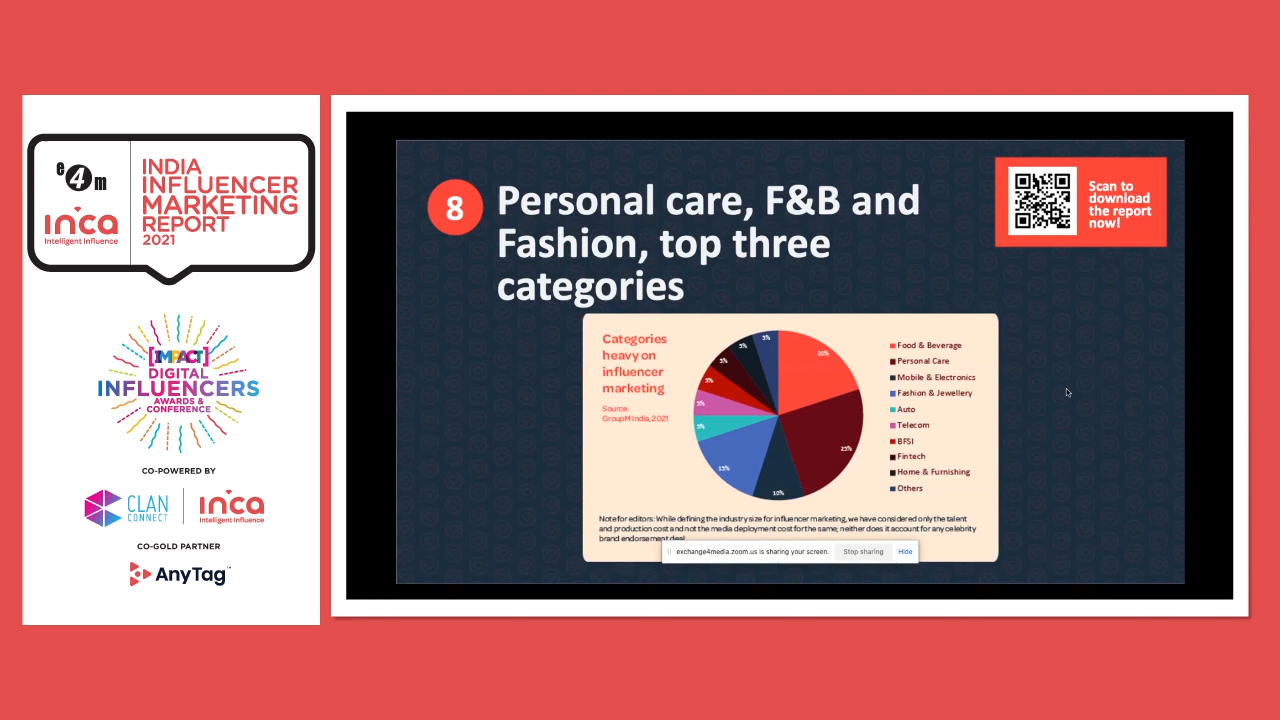 e4m
INCA
Intelligent Influence
INDIA
INFLUENCER
MARKETING
REPORT
2021
[IMPACT]
DIGITAL
INFLUENCERS
AWARDS &
CONFERENCE
CO-POWERED BY
CLAN
CONNECT
INCA
Intelligent Influence
CO-GOLD PARTNER
AnyTag
8
Personal care, F&B and
Fashion, top three
categories
Scan to
download
the report
now!
Categories
heavy on
influencer
marketing
Source:
GroupM India, 2021
20%
25%
10%
15%
5%
5%
5%
5%
5%
5%
Food & Beverage
Personal Care
Mobile & Electronics
Fashion & Jewellery
Auto
Telecom
BFSI
Fintech
Home & Furnishing
Others
Note for editors: While defining the industry size for influencer marketing, we have considered only the talent
and production cost and not the media deployment cost for the same; neither does it account for any celebrity
brand endorsement deal
exchange4media.zoom.us is sharing your screen.
Stop sharing
Hide